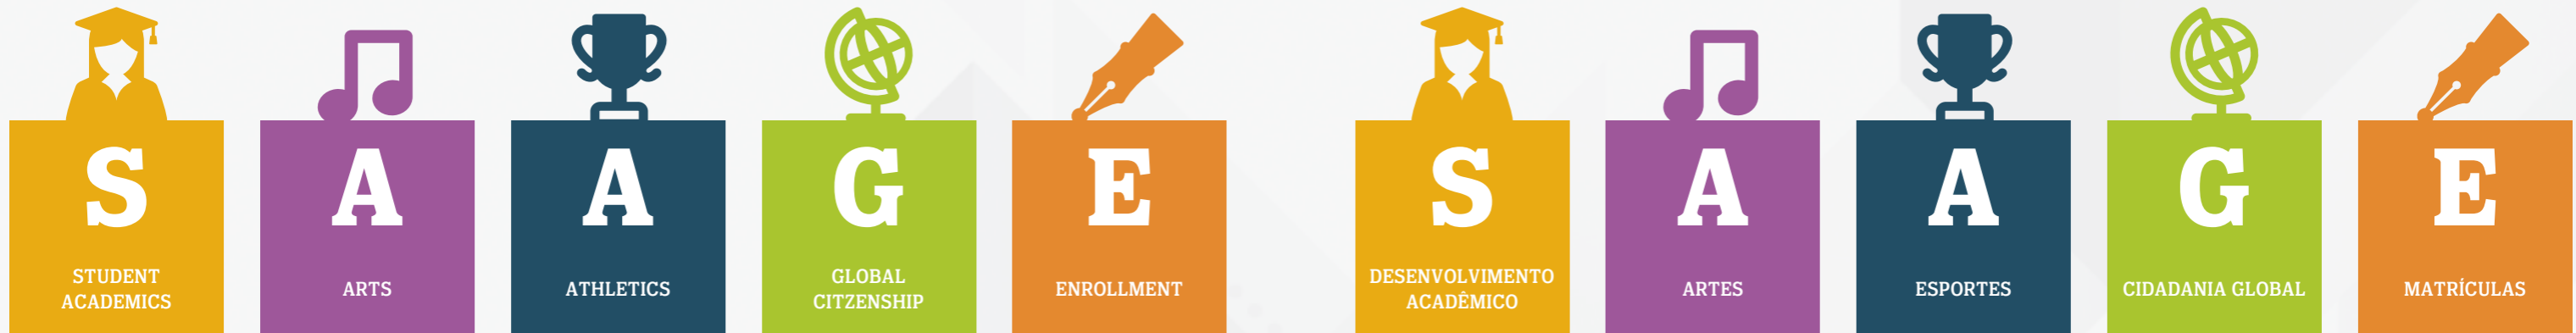 S
STUDENT
ACADEMICS
A
ARTS
A
ATHLETICS
G
GLOBAL
CITZENSHIP
E
ENROLLMENT
S
DESENVOLVIMENTO
ACADÊMICO
A
ARTES
A
ESPORTES
G
CIDADANIA GLOBAL
E
MATRÍCULAS